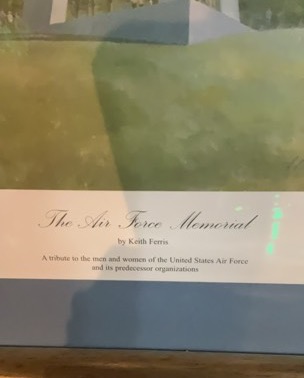 The Air Force Memorial
by Keith Ferris
A tribute to the men and women of the United States Air Force
and its predecessor organizations